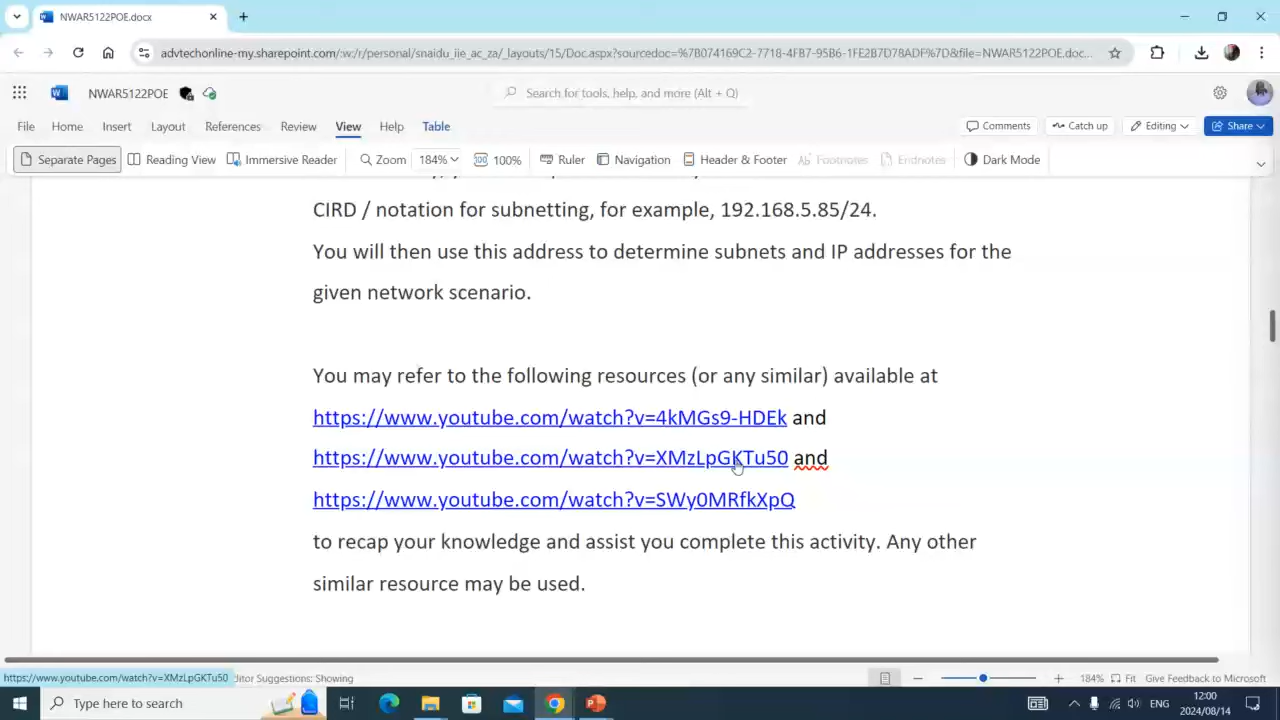 NWAR5122POE.docx
advtechonline-my.sharepoint.com/:w:/r/personal/snaidu_iie_ac_za/_layouts/15/Doc.aspx?sourcedoc=%7B074169C2-7718-4FB7-95B6-1FE2B7D78ADF%7D&file=NWAR5122POE.doc...
NWAR5122POE
Search for tools, help, and more (Alt + Q)
File Home Insert Layout References Review View Help Table Comments Catch up Editing Share
Separate Pages Reading View Immersive Reader Zoom 184% 100% Ruler Navigation Header & Footer Footnotes Endnotes Dark Mode
CIRD / notation for subnetting, for example, 192.168.5.85/24.
You will then use this address to determine subnets and IP addresses for the
given network scenario.
You may refer to the following resources (or any similar) available at
https://www.youtube.com/watch?v=4kMGs9-HDEk and
https://www.youtube.com/watch?v=XMzLpGKTu50 and
https://www.youtube.com/watch?v=SWy0MRfkXpQ
to recap your knowledge and assist you complete this activity. Any other
similar resource may be used.
https://www.youtube.com/watch?v=XMzLpGKTu50 ditor Suggestions: Showing 184% Fit Give Feedback to Microsoft
Type here to search ENG 12:00
2024/08/14